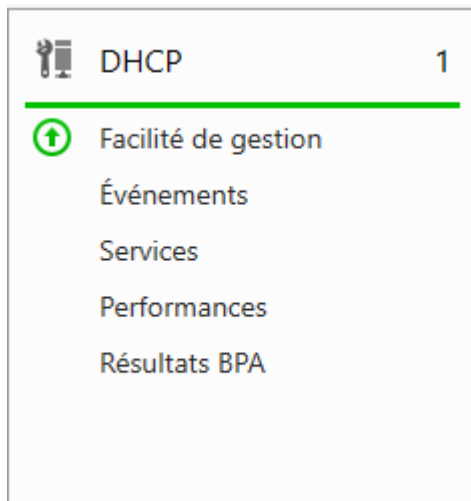 DHCP 1
Facilité de gestion
Événements
Services
Performances
Résultats BPA